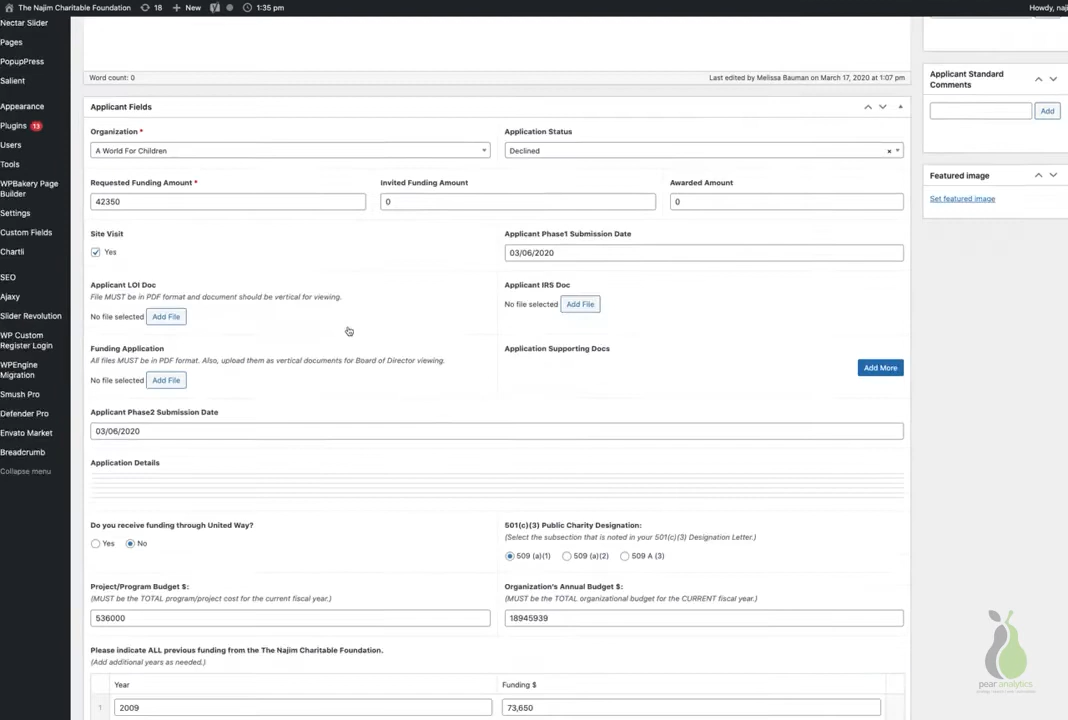 The Najim Charitable Foundation 18 New 1:35 pm Howdy, naj
Nectar Slider
Pages
PopupPress
Salient
Appearance
Plugins 13
Users
Tools
WPBakery Page
Builder
Settings
Custom Fields
Chartli
SEO
Ajaxy
Slider Revolution
WP Custom
Register Login
WPEngine
Migration
Smush Pro
Defender Pro
Envato Market
Breadcrumb
Collapse menu
Word count: 0 Last edited by Melissa Bauman on March 17, 2020 at 1:07 pm
Applicant Fields
Organization * Application Status
A World For Children Declined
Requested Funding Amount * Invited Funding Amount Awarded Amount
42350 0 0
Site Visit Applicant Phase1 Submission Date
Yes 03/06/2020
Applicant LOI Doc Applicant IRS Doc
File MUST be in PDF format and document should be vertical for viewing.
No file selected Add File
No file selected Add File
Funding Application Application Supporting Docs
All files MUST be in PDF format. Also, upload them as vertical documents for Board of Director viewing.
Add More
No file selected Add File
Applicant Phase2 Submission Date
03/06/2020
Application Details
Do you receive funding through United Way? 501(c)(3) Public Charity Designation:
(Select the subsection that is noted in your 501(c)(3) Designation Letter.)
Yes No
509 (a)(1) 509 (a)(2) 509 A (3)
Project/Program Budget $: Organization's Annual Budget $:
(MUST be the TOTAL program/project cost for the current fiscal year.) (MUST be the TOTAL organizational budget for the CURRENT fiscal year.)
536000 18945939
Please indicate ALL previous funding from the The Najim Charitable Foundation.
(Add additional years as needed.)
Year Funding $
1 2009 73,650
Applicant Standard
Comments
Add
Featured image
Set featured image
pear analytics